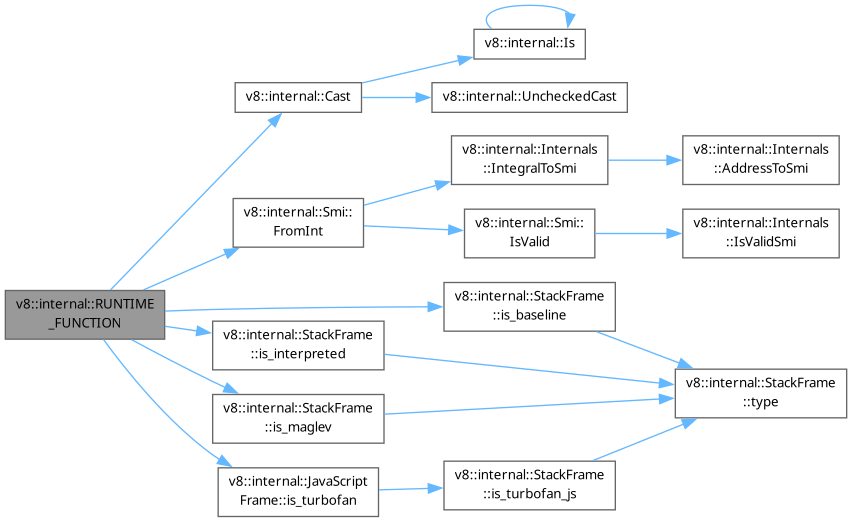 v8::internal::Is
v8::internal::Cast
v8::internal::UncheckedCast
v8::internal::Internals
::IntegralToSmi
v8::internal::Internals
::AddressToSmi
v8::internal::Smi::
FromInt
v8::internal::Smi::
IsValid
v8::internal::Internals
::IsValidSmi
v8::internal::RUNTIME
_FUNCTION
v8::internal::StackFrame
::is_baseline
v8::internal::StackFrame
::is_interpreted
v8::internal::StackFrame
::type
v8::internal::StackFrame
::is_maglev
v8::internal::JavaScript
Frame::is_turbofan
v8::internal::StackFrame
::is_turbofan_js